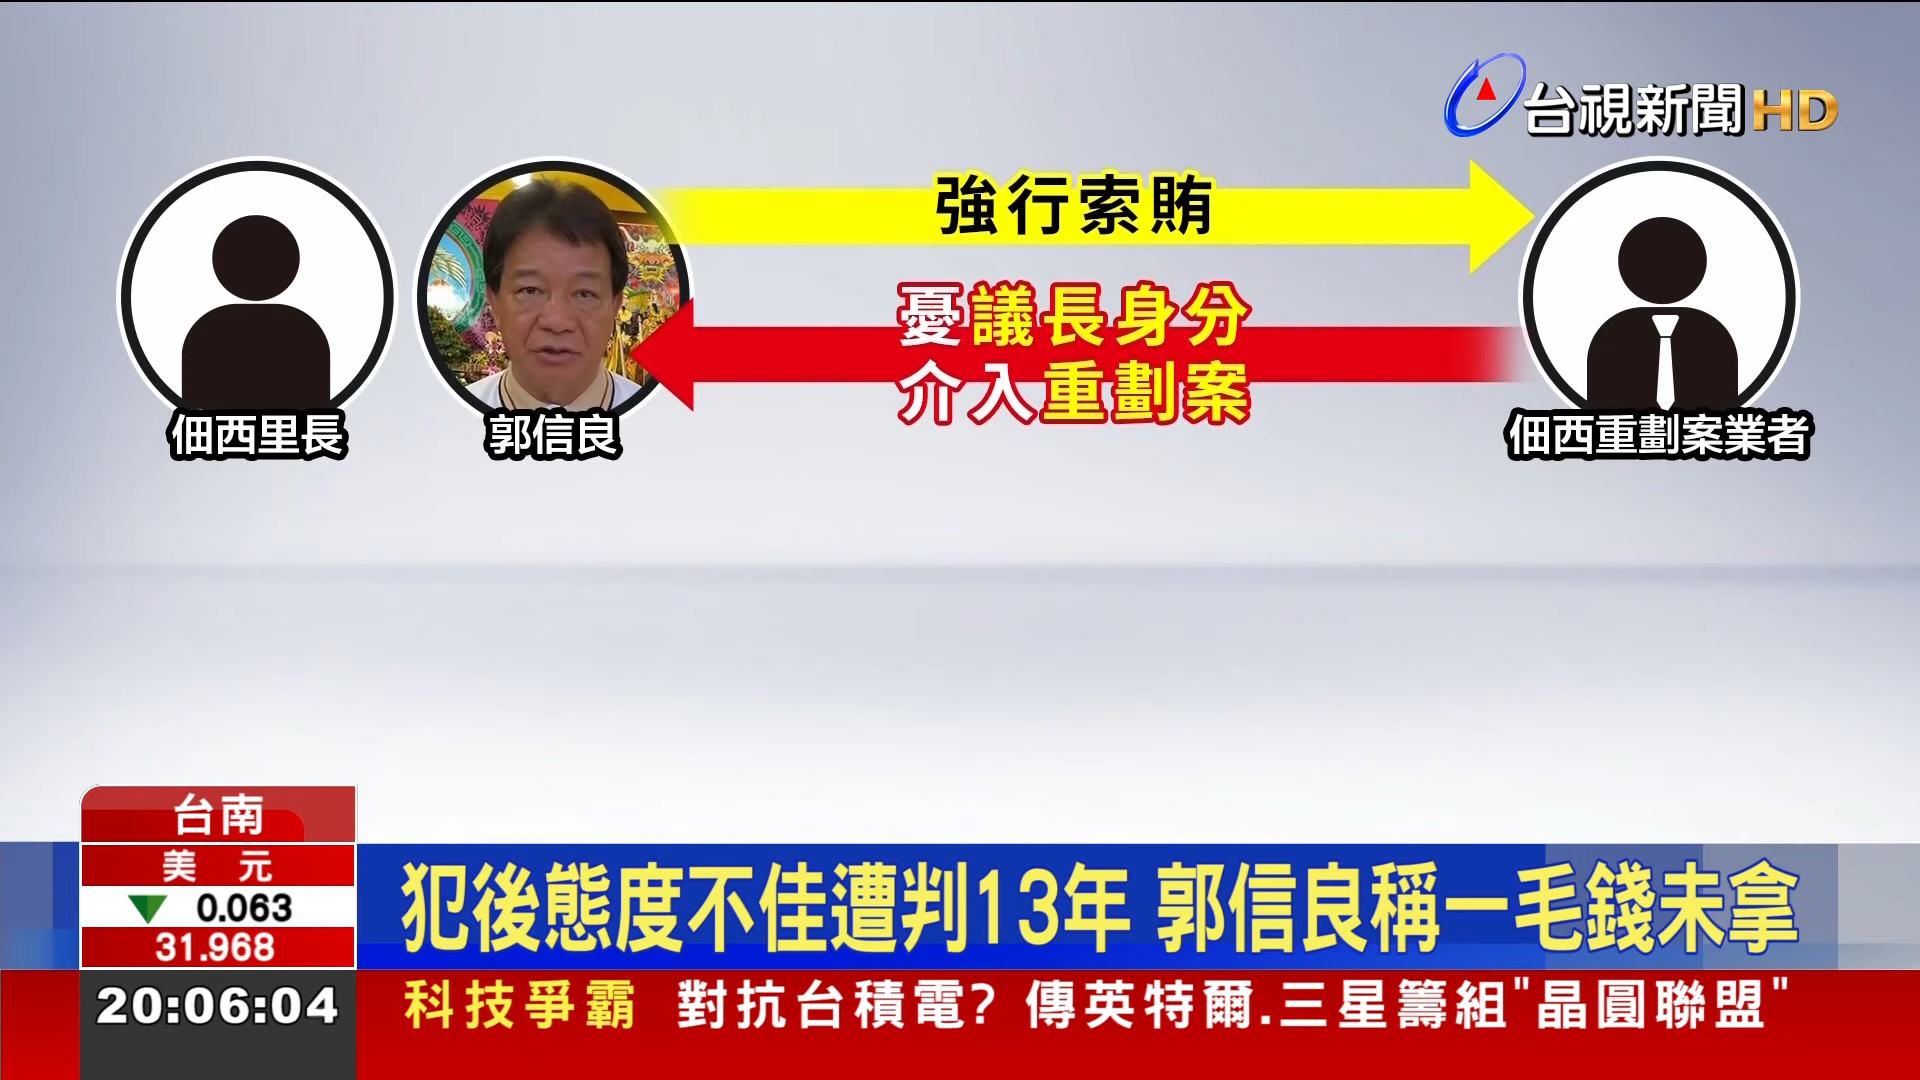 台視新聞HD
強行索賄
憂議長身分
介入重劃案
佃西里長
郭信良
佃西重劃案業者
台南
美 元
0.063
31.968
犯後態度不佳遭判13年 郭信良稱一毛錢未拿
20:06:04
科技爭霸 對抗台積電? 傳英特爾.三星籌組"晶圓聯盟"